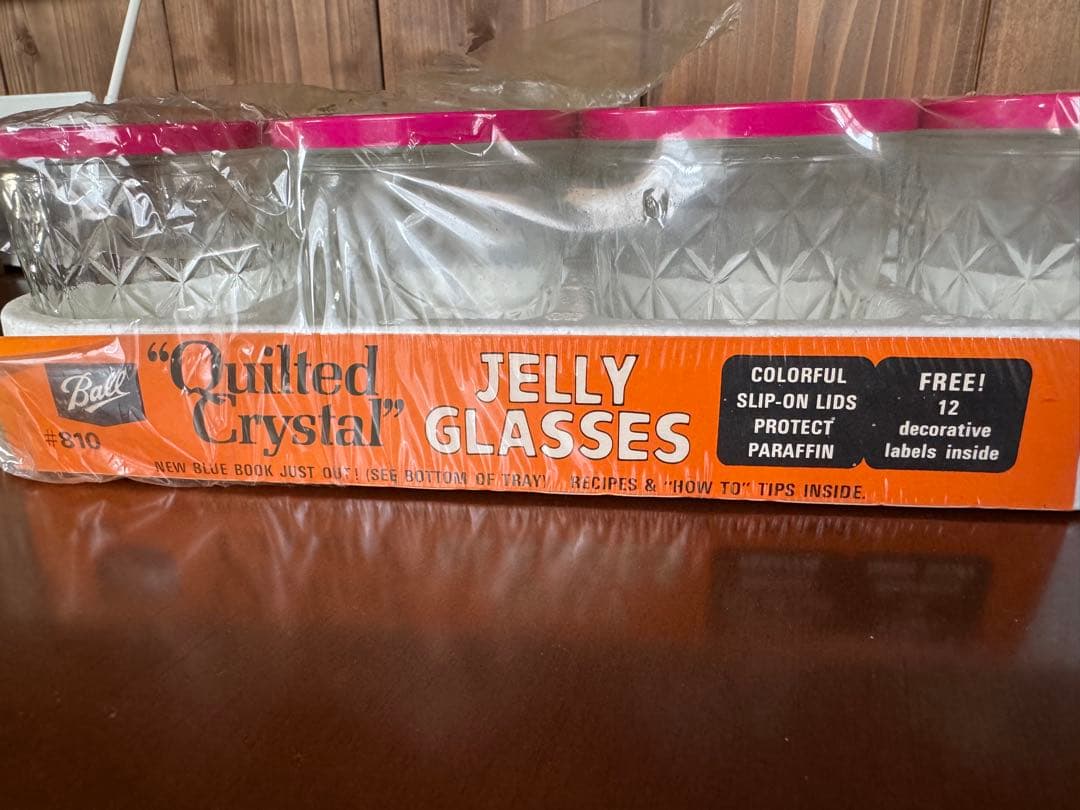 Ball
#810
"Quilted
Crystal"
JELLY
GLASSES
COLORFUL
SLIP-ON LIDS
PROTECT
PARAFFIN
FREE!
12
decorative
labels inside
NEW BLUE BOOK JUST OUT! (SEE BOTTOM OF TRAY) RECIPES & "HOW TO" TIPS INSIDE.